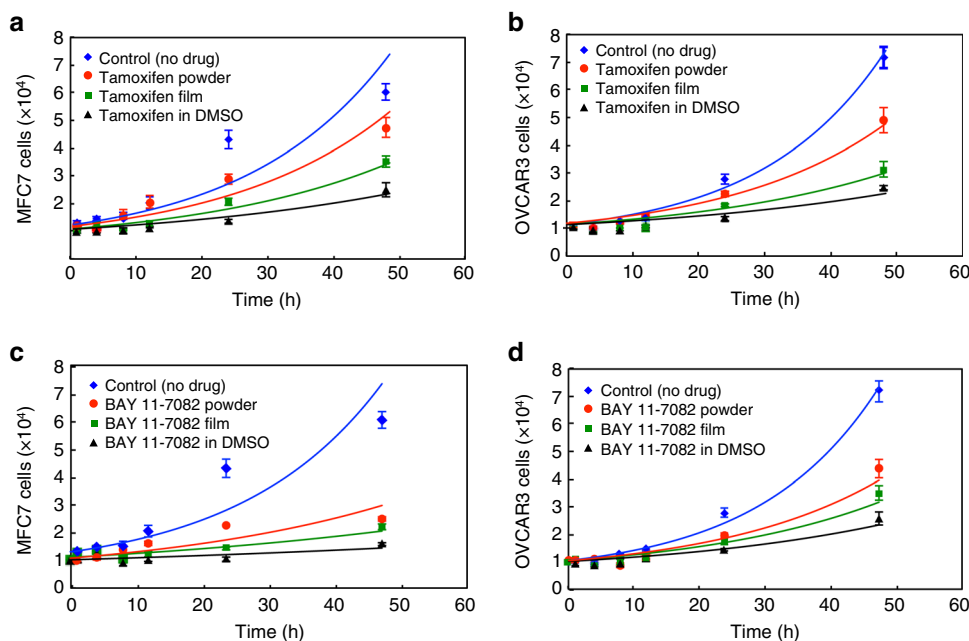 a
MFC7 cells (×10⁴)
8
7
6
5
4
3
2
Control (no drug)
Tamoxifen powder
Tamoxifen film
Tamoxifen in DMSO
0 10 20 30 40 50 60
Time (h)
b
OVCAR3 cells (×10⁴)
8
7
6
5
4
3
2
1
0
Control (no drug)
Tamoxifen powder
Tamoxifen film
Tamoxifen in DMSO
0 10 20 30 40 50 60
Time (h)
c
MFC7 cells (×10⁴)
8
7
6
5
4
3
2
1
0
Control (no drug)
BAY 11-7082 powder
BAY 11-7082 film
BAY 11-7082 in DMSO
0 10 20 30 40 50 60
Time (h)
d
OVCAR3 cells (×10⁴)
8
7
6
5
4
3
2
1
0
Control (no drug)
BAY 11-7082 powder
BAY 11-7082 film
BAY 11-7082 in DMSO
0 10 20 30 40 50 60
Time (h)